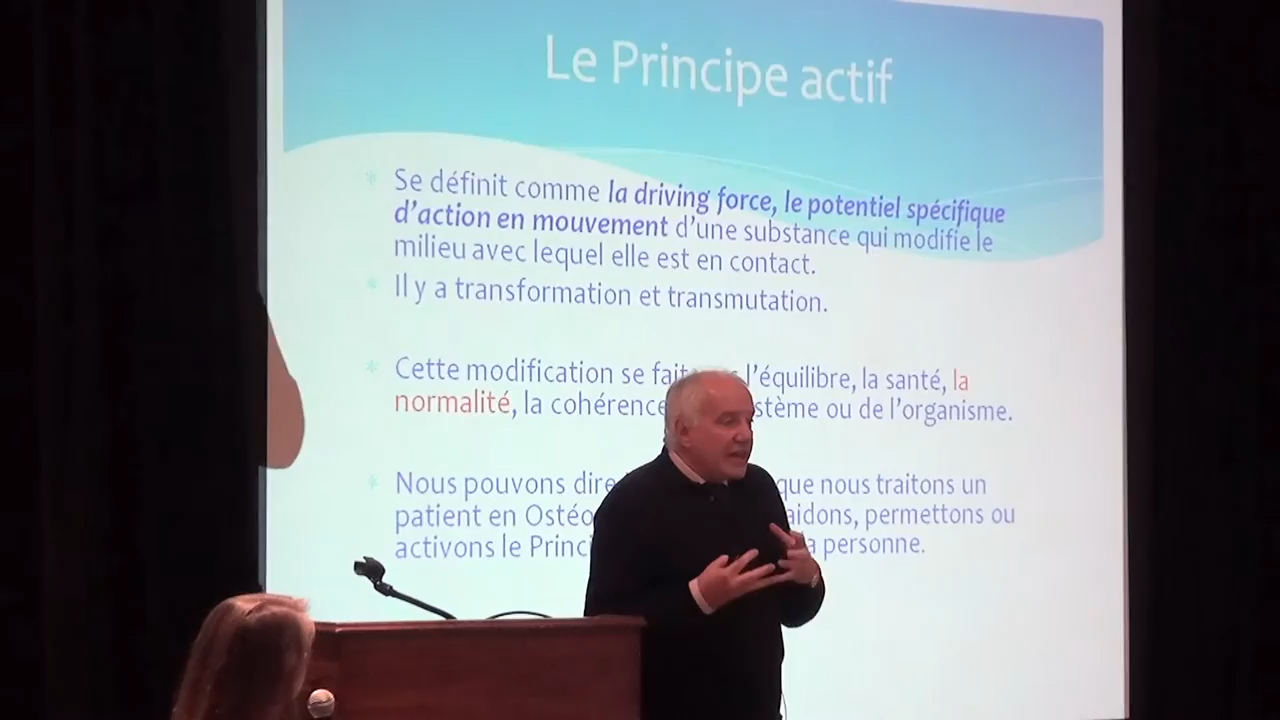 Le Principe actif
Se définit comme la driving force, le potentiel spécifique
d'action en mouvement d'une substance qui modifie le
milieu avec lequel elle est en contact.
Il y a transformation et transmutation.
Cette modification se fait l'équilibre, la santé, la
normalité, la cohérence ou de l'organisme.
Nous pouvons dire que nous traitons un
patient en aidons, permettons ou
activons le personne.